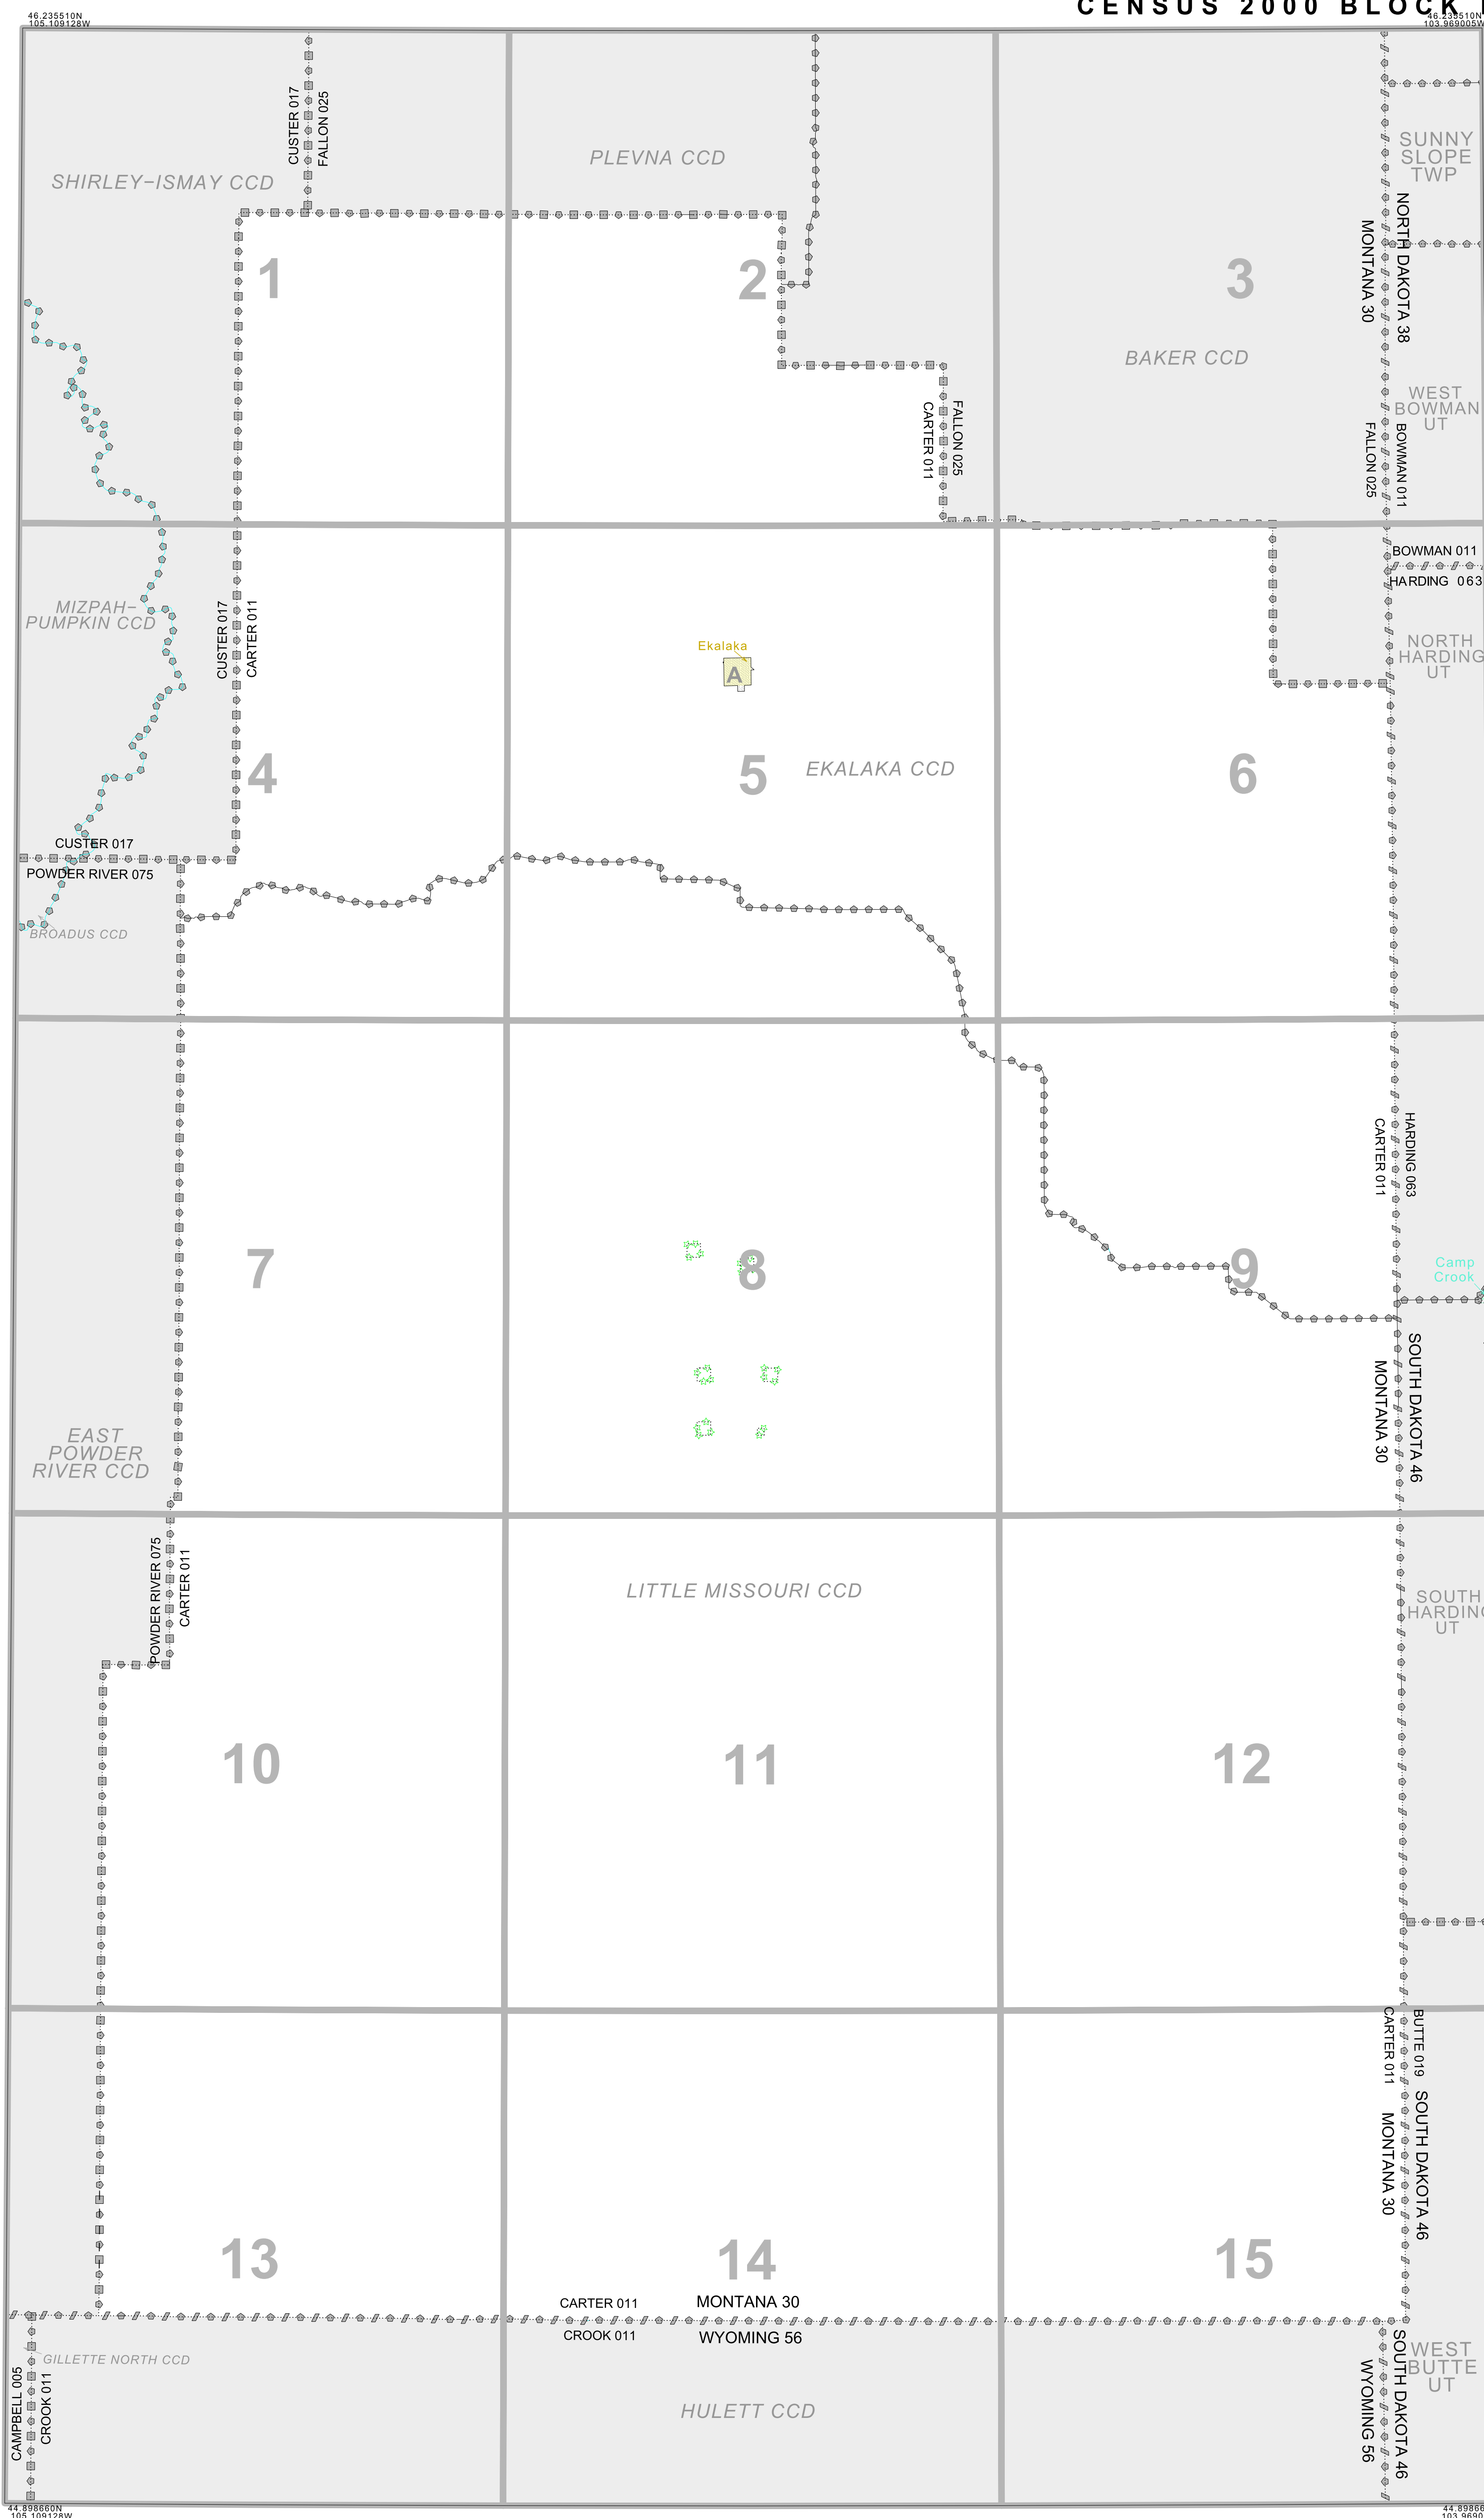 CENSUS 2000 BLOCK
46.235510N
105.109128W
46.235510N
103.969005W
CUSTER 017
FALLON 025
PLEVNA CCD
SHIRLEY-ISMAY CCD
SUNNY
SLOPE
TWP
NORTH DAKOTA 38
MONTANA 30
1
2
3
BAKER CCD
WEST
BOWMAN
UT
FALLON 025
CARTER 011
BOWMAN 011
FALLON 025
BOWMAN 011
HARDING 063
MIZPAH-
PUMPKIN CCD
CUSTER 017
CARTER 011
Ekalaka
A
NORTH
HARDING
UT
4
5
EKALAKA CCD
6
CUSTER 017
POWDER RIVER 075
BROADUS CCD
HARDING 063
CARTER 011
7
8
9
Camp
Crook
SOUTH DAKOTA 46
MONTANA 30
EAST
POWDER
RIVER CCD
POWDER RIVER 075
CARTER 011
LITTLE MISSOURI CCD
SOUTH
HARDING
UT
10
11
12
BUTTE 019
CARTER 011
SOUTH DAKOTA 46
MONTANA 30
13
14
15
CARTER 011
MONTANA 30
CROOK 011
WYOMING 56
GILLETTE NORTH CCD
CAMPBELL 005
CROOK 011
HULETT CCD
SOUTH DAKOTA 46
WYOMING 56
WEST
BUTTE
UT
44.898660N
105.109128W
44.89866
103.9690